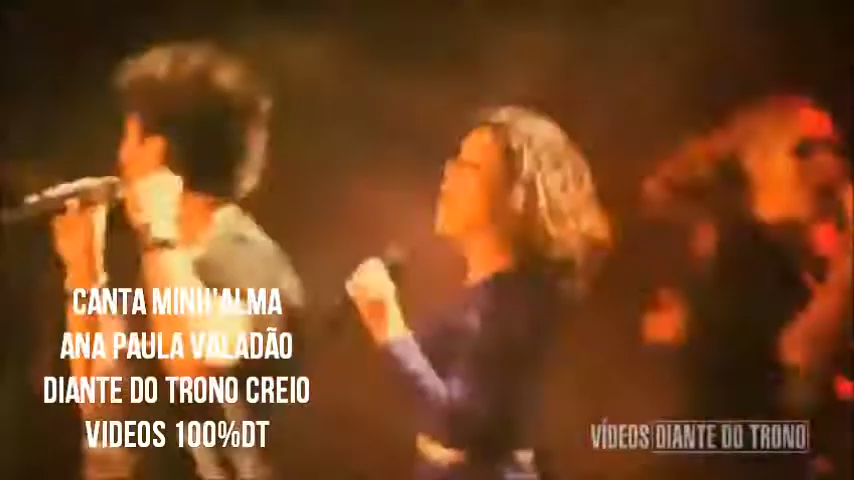 CANTA MINH'ALMA
ANA PAULA VALADÃO
DIANTE DO TRONO CREIO
VIDEOS 100%DT
VÍDEOS DIANTE DO TRONO